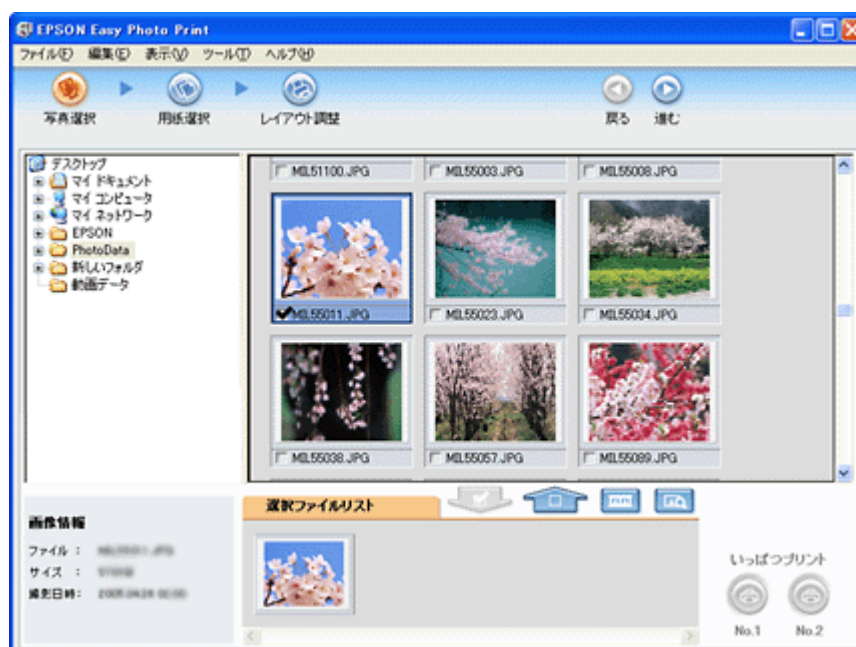 EPSON Easy Photo Print
ファイル(F) 編集(E) 表示(V) ツール(T) ヘルプ(H)
写真選択 用紙選択 レイアウト調整 戻る 進む
デスクトップ
マイ ドキュメント
マイ コンピュータ
マイ ネットワーク
EPSON
PhotoData
新しいフォルダ
動画データ
MIL51100.JPG MIL55003.JPG MIL55008.JPG
MIL55011.JPG MIL55023.JPG MIL55034.JPG
MIL55038.JPG MIL55057.JPG MIL55089.JPG
選択ファイルリスト
画像情報
ファイル :
サイズ :
撮影日時:
いっぱつプリント
No.1 No.2